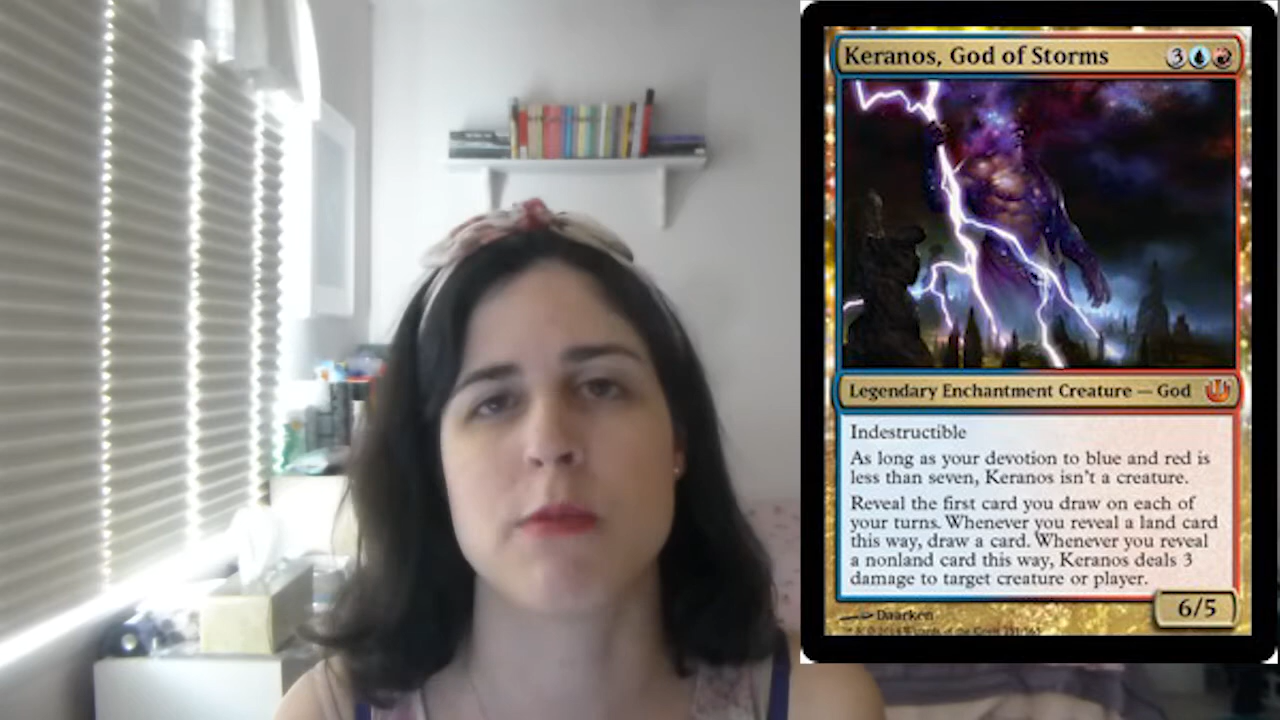 Keranos, God of Storms 3
Legendary Enchantment Creature — God
Indestructible
As long as your devotion to blue and red is
less than seven, Keranos isn't a creature.
Reveal the first card you draw on each of
your turns. Whenever you reveal a land card
this way, draw a card. Whenever you reveal
a nonland card this way, Keranos deals 3
damage to target creature or player.
6/5
Daarken